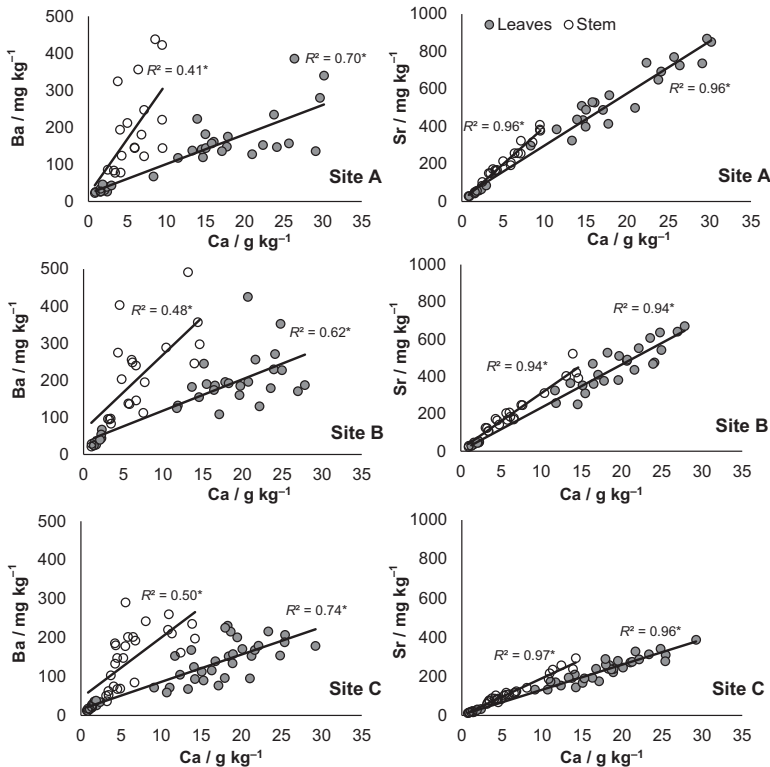 500
400
300
200
100
0
Ba / mg kg⁻¹
R² = 0.41*
R² = 0.70*
Site A
0 5 10 15 20 25 30 35
Ca / g kg⁻¹
1000
800
600
400
200
0
Sr / mg kg⁻¹
Leaves Stem
R² = 0.96*
R² = 0.96*
Site A
0 5 10 15 20 25 30 35
Ca / g kg⁻¹
500
400
300
200
100
0
Ba / mg kg⁻¹
R² = 0.48*
R² = 0.62*
Site B
0 5 10 15 20 25 30 35
Ca / g kg⁻¹
1000
800
600
400
200
0
Sr / mg kg⁻¹
R² = 0.94*
R² = 0.94*
Site B
0 5 10 15 20 25 30 35
Ca / g kg⁻¹
500
400
300
200
100
0
Ba / mg kg⁻¹
R² = 0.50*
R² = 0.74*
Site C
0 5 10 15 20 25 30 35
Ca / g kg⁻¹
1000
800
600
400
200
0
Sr / mg kg⁻¹
R² = 0.97*
R² = 0.96*
Site C
0 5 10 15 20 25 30 35
Ca / g kg⁻¹